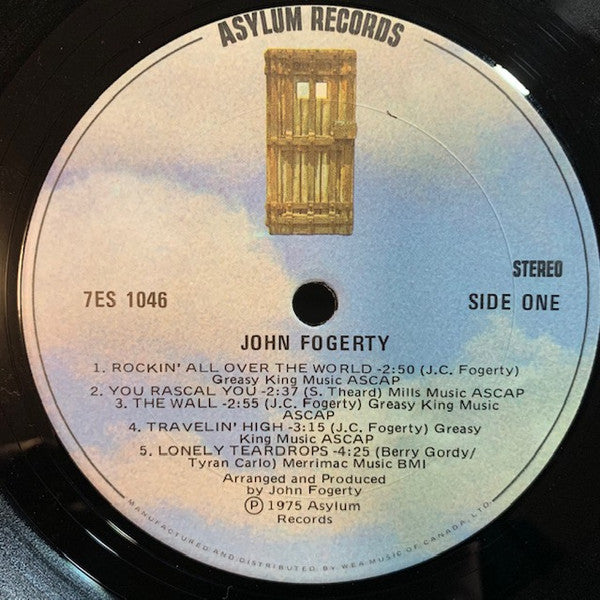 ASYLUM RECORDS
STEREO
7ES 1046
SIDE ONE
JOHN FOGERTY
1. ROCKIN' ALL OVER THE WORLD -2:50 (J.C. Fogerty)
Greasy King Music ASCAP
2. YOU RASCAL YOU -2:37 (S. Theard) Mills Music ASCAP
3. THE WALL -2:55 (J.C. Fogerty) Greasy King Music
ASCAP
4. TRAVELIN' HIGH -3:15 (J.C. Fogerty) Greasy
King Music ASCAP
5. LONELY TEARDROPS -4:25 (Berry Gordy/
Tyran Carlo) Merrimac Music BMI
Arranged and Produced
by John Fogerty
Ⓟ 1975 Asylum
Records
MANUFACTURED AND DISTRIBUTED BY WEA MUSIC OF CANADA, LTD.